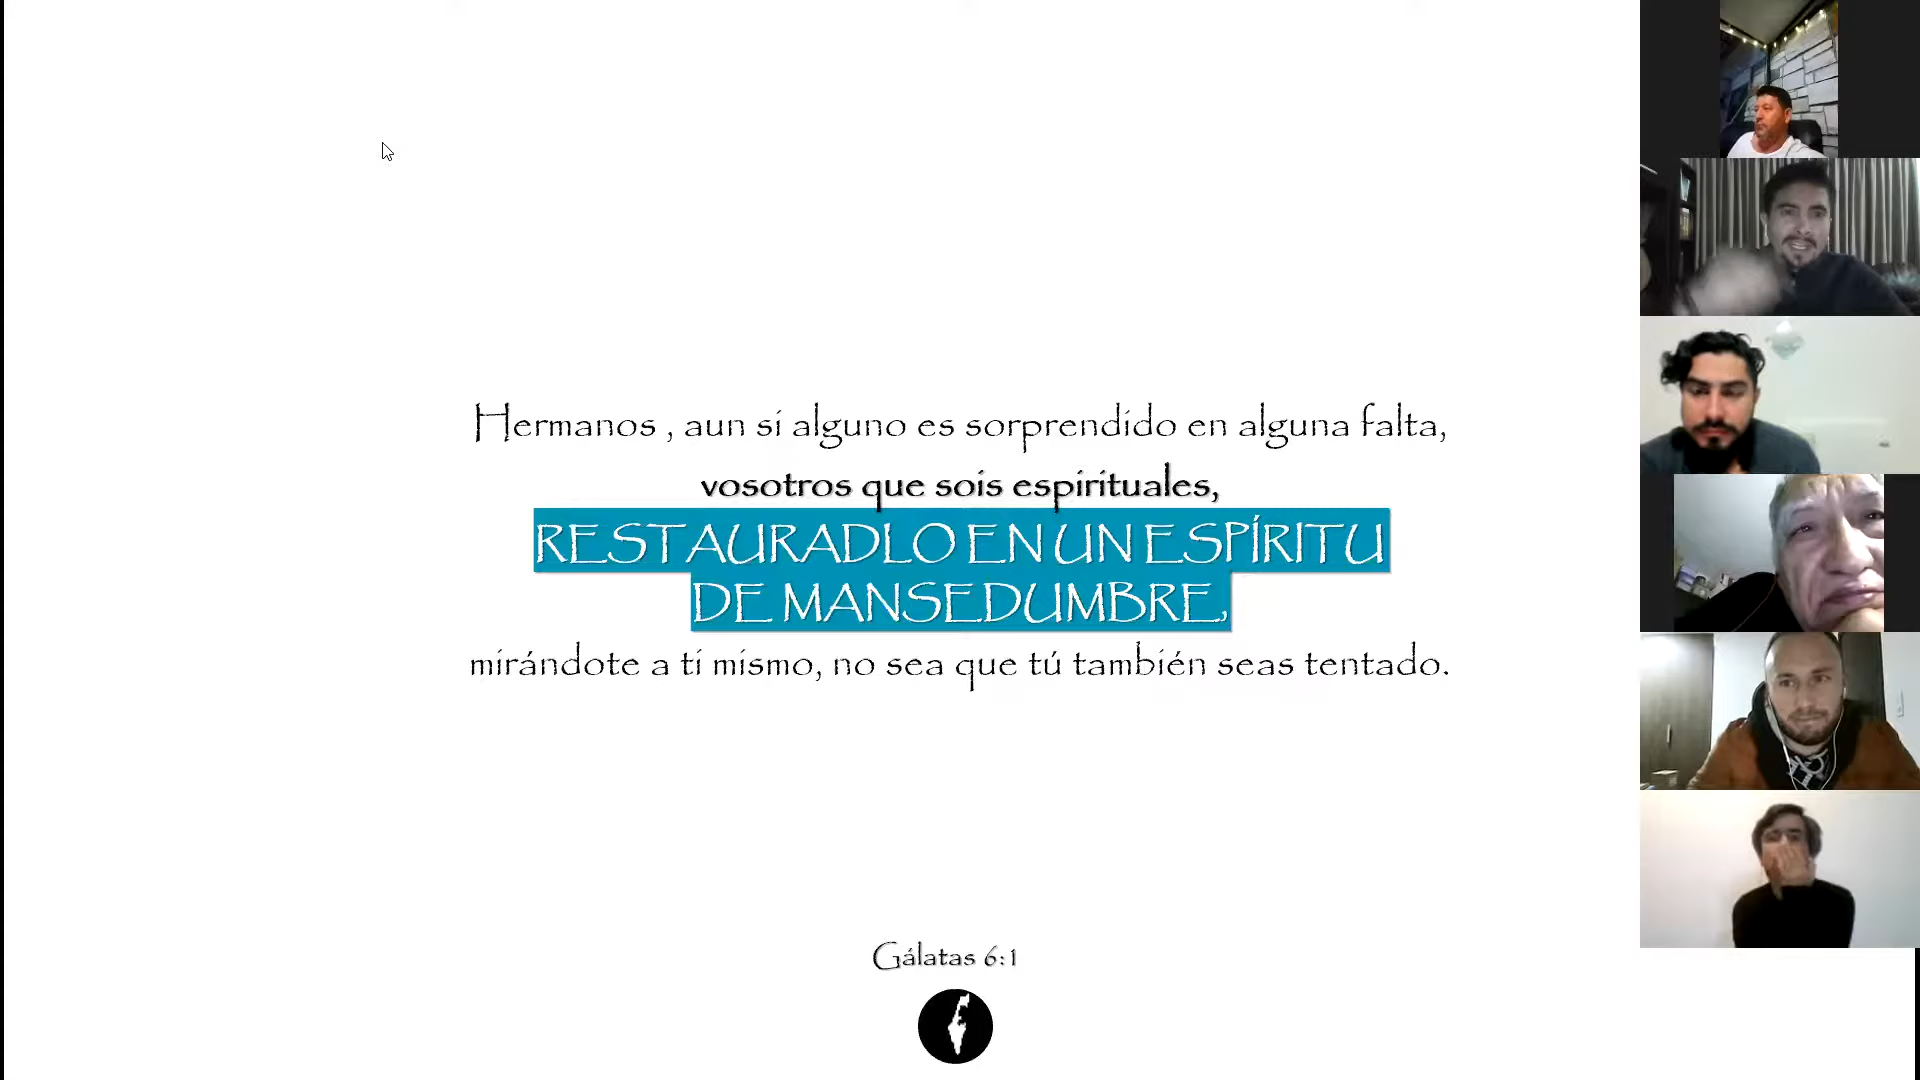 Hermanos , aun si alguno es sorprendido en alguna falta,
vosotros que sois espirituales,
RESTAURADLO EN UN ESPÍRITU
DE MANSEDUMBRE,
mirándote a ti mismo, no sea que tú también seas tentado.
Gálatas 6:1